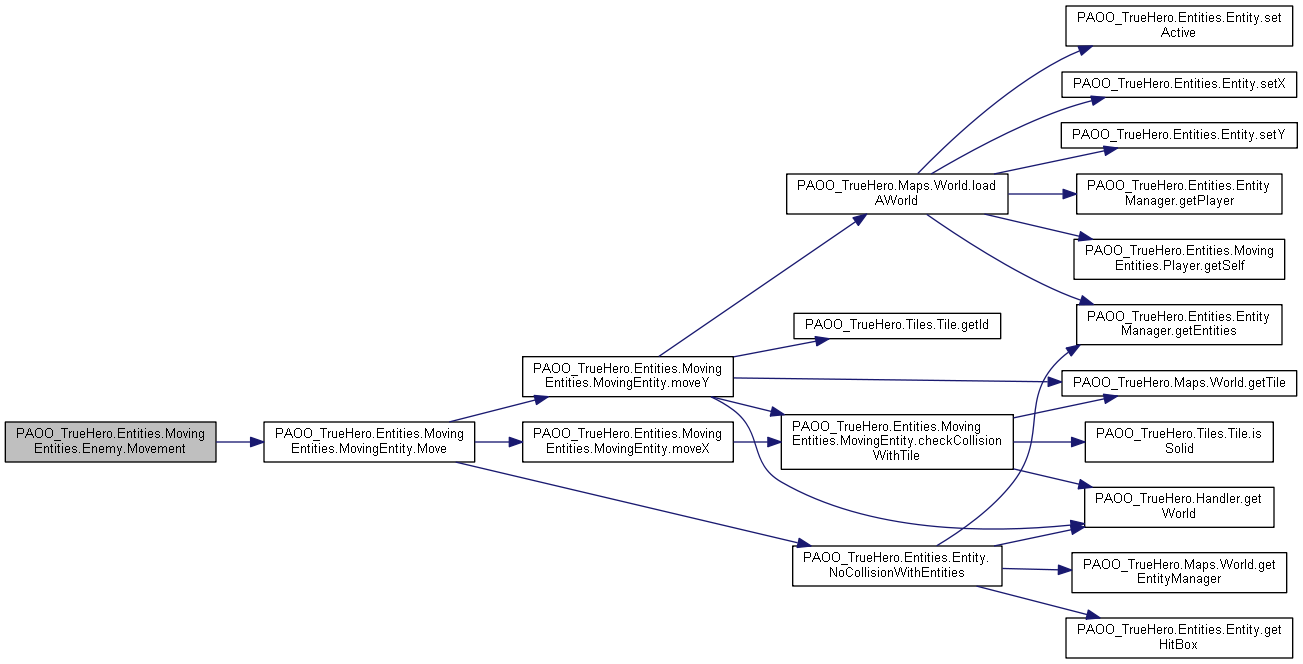 PAOO_TrueHero.Entities.Moving
Entities.Enemy.Movement
PAOO_TrueHero.Entities.Moving
Entities.MovingEntity.Move
PAOO_TrueHero.Entities.Moving
Entities.MovingEntity.moveY
PAOO_TrueHero.Entities.Moving
Entities.MovingEntity.moveX
PAOO_TrueHero.Maps.World.load
AWorld
PAOO_TrueHero.Tiles.Tile.getId
PAOO_TrueHero.Entities.Moving
Entities.MovingEntity.checkCollision
WithTile
PAOO_TrueHero.Entities.Entity.
NoCollisionWithEntities
PAOO_TrueHero.Entities.Entity.set
Active
PAOO_TrueHero.Entities.Entity.setX
PAOO_TrueHero.Entities.Entity.setY
PAOO_TrueHero.Entities.Entity
Manager.getPlayer
PAOO_TrueHero.Entities.Moving
Entities.Player.getSelf
PAOO_TrueHero.Entities.Entity
Manager.getEntities
PAOO_TrueHero.Maps.World.getTile
PAOO_TrueHero.Tiles.Tile.is
Solid
PAOO_TrueHero.Handler.get
World
PAOO_TrueHero.Maps.World.get
EntityManager
PAOO_TrueHero.Entities.Entity.get
HitBox